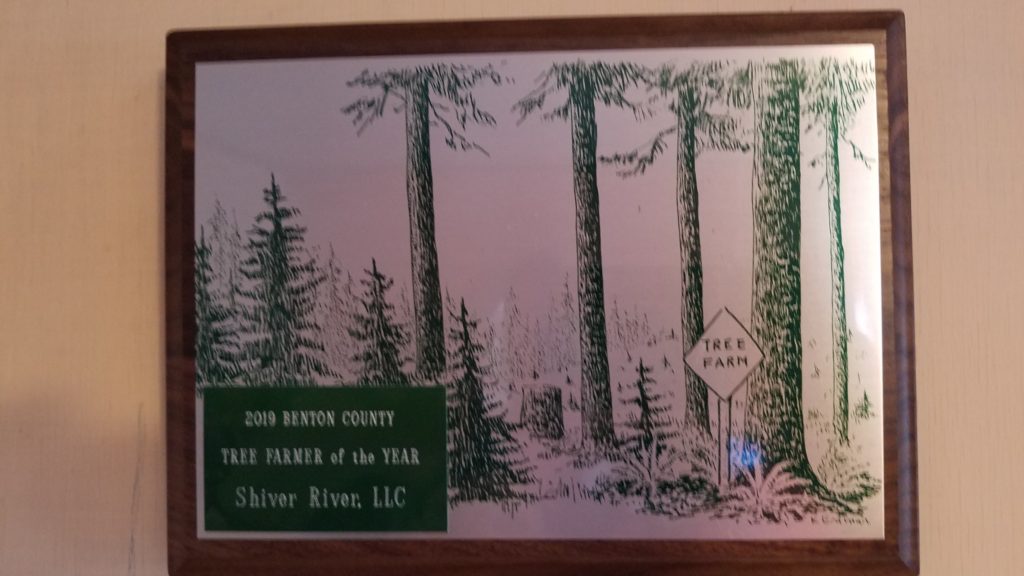 TREE
FARM
2019 BENTON COUNTY
TREE FARMER of the YEAR
Shiver River, LLC